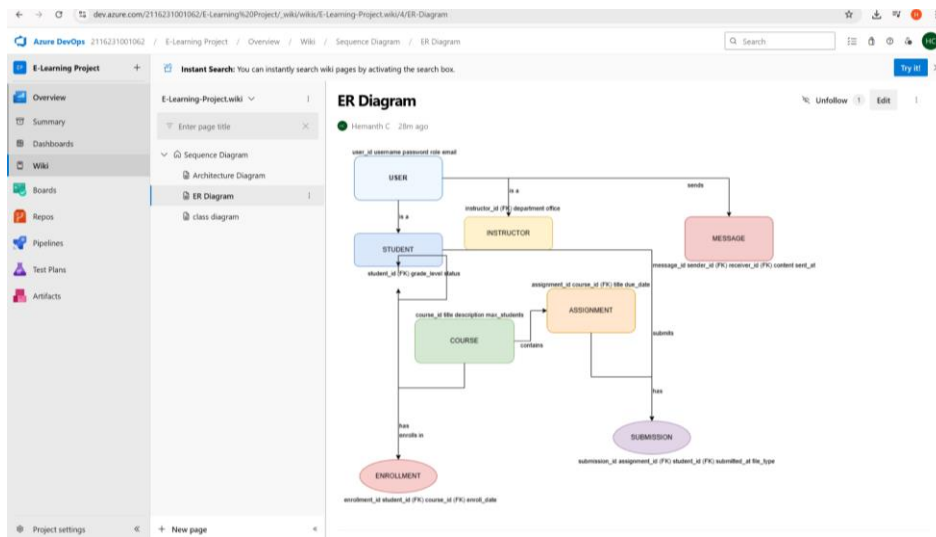 dev.azure.com/2116231001062/E-Learning%20Project/_wiki/wikis/E-Learning-Project.wiki/4/ER-Diagram
Azure DevOps 2116231001062 / E-Learning Project / Overview / Wiki / Sequence Diagram / ER Diagram
Search
HC
E-Learning Project
Instant Search: You can instantly search wiki pages by activating the search box.
Try it!
Overview
Summary
Dashboards
Wiki
Boards
Repos
Pipelines
Test Plans
Artifacts
Project settings
E-Learning-Project.wiki
Enter page title
Sequence Diagram
Architecture Diagram
ER Diagram
class diagram
New page
ER Diagram
Unfollow 1 Edit
Hemanth C 28m ago
user_id username password role email
USER
sends
is a
instructor_id (FK) department office
is a
INSTRUCTOR
MESSAGE
STUDENT
message_id sender_id (FK) receiver_id (FK) content sent_at
student_id (FK) grade_level status
assignment_id course_id (FK) title due_date
ASSIGNMENT
course_id title description max_students
COURSE
contains
submits
has
has
enrolls in
SUBMISSION
submission_id assignment_id (FK) student_id (FK) submitted_at file_type
ENROLLMENT
enrollment_id student_id (FK) course_id (FK) enroll_date